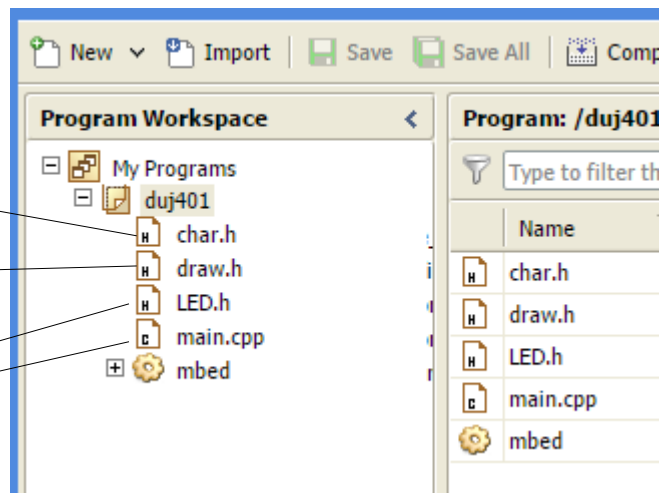 New Import Save Save All Comp
Program Workspace
My Programs
duj401
char.h
draw.h
LED.h
main.cpp
mbed
Program: /duj401
Type to filter th
Name
char.h
draw.h
LED.h
main.cpp
mbed